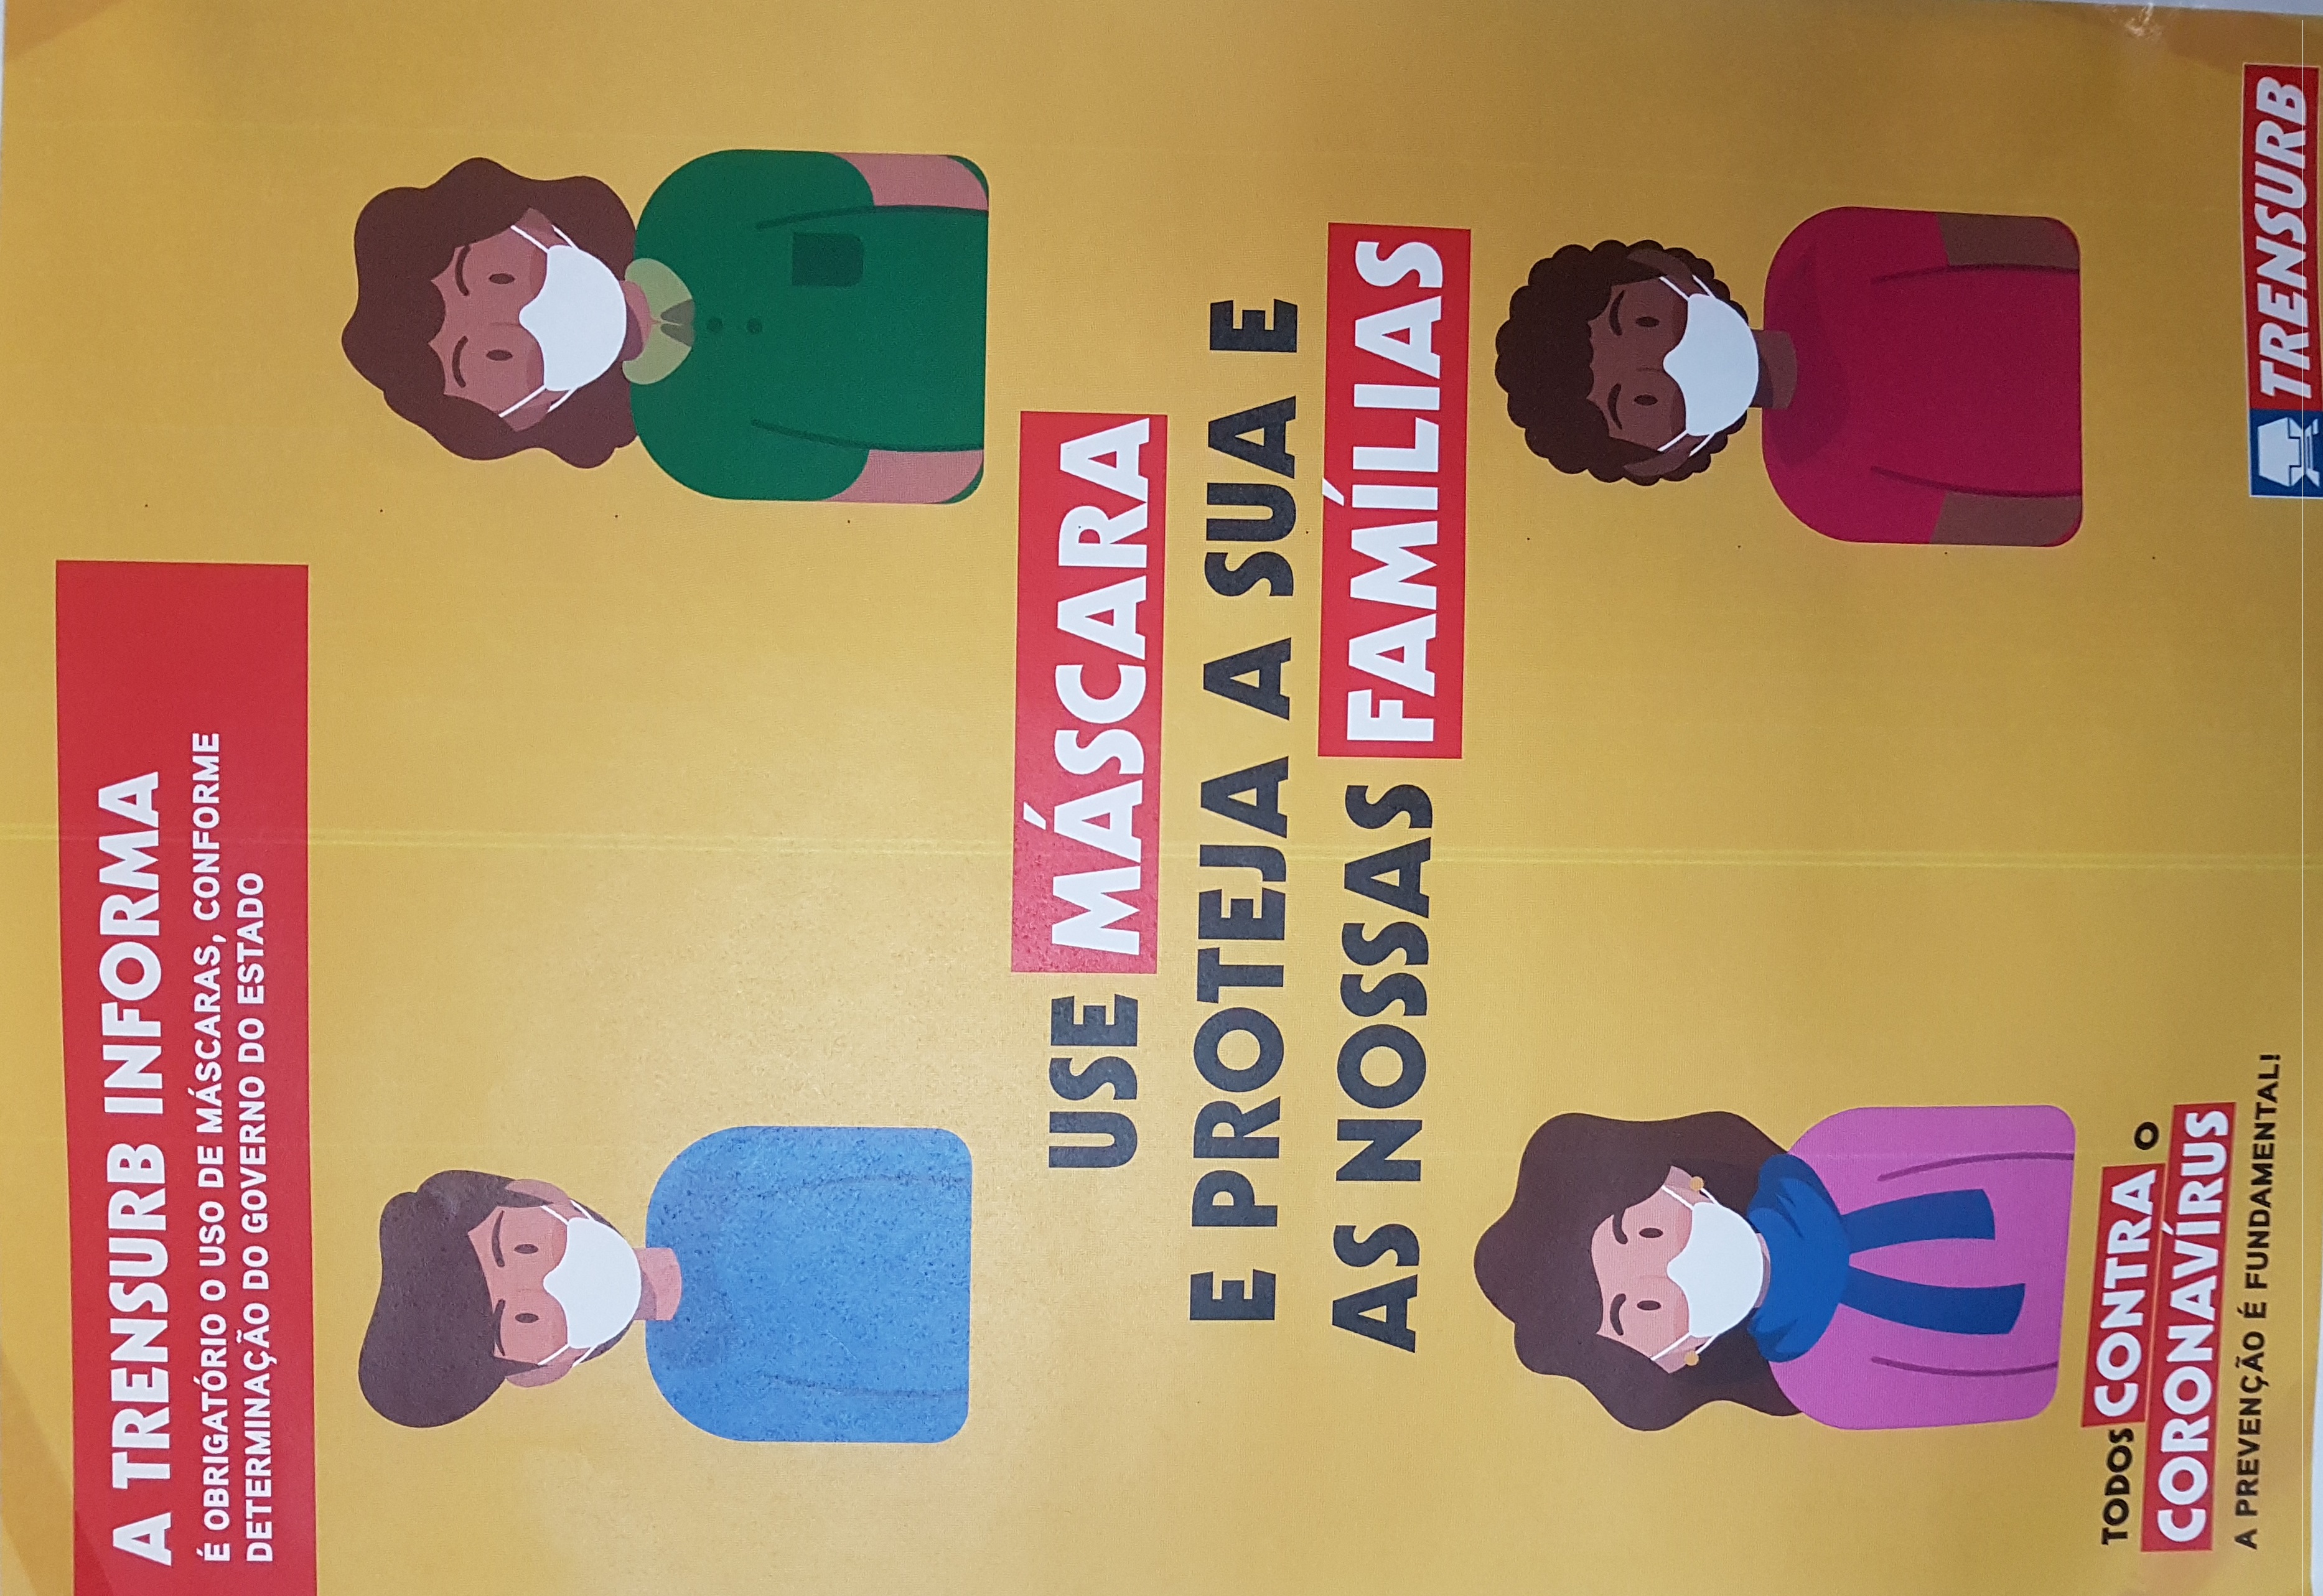 A TRENSURB INFORMA
É OBRIGATÓRIO O USO DE MÁSCARAS, CONFORME
DETERMINAÇÃO DO GOVERNO DO ESTADO
USE MÁSCARA
E PROTEJA A SUA E
AS NOSSAS FAMÍLIAS
TODOS CONTRA O
CORONAVÍRUS
A PREVENÇÃO É FUNDAMENTAL!
TRENSURB